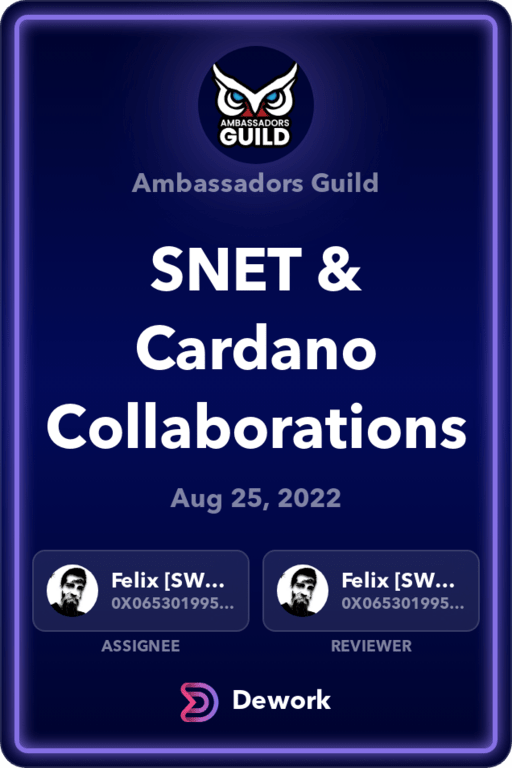 AMBASSADORS
GUILD
Ambassadors Guild
SNET &
Cardano
Collaborations
Aug 25, 2022
Felix [SW...
0X065301995...
Felix [SW...
0X065301995...
ASSIGNEE
REVIEWER
Dework